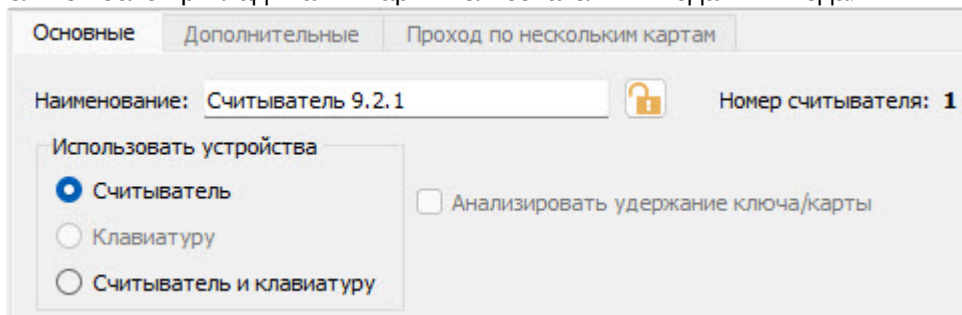 Основные Дополнительные Проход по нескольким картам
Наименование: Считыватель 9.2.1 Номер считывателя: 1
Использовать устройства
Считыватель Анализировать удержание ключа/карты
Клавиатуру
Считыватель и клавиатуру